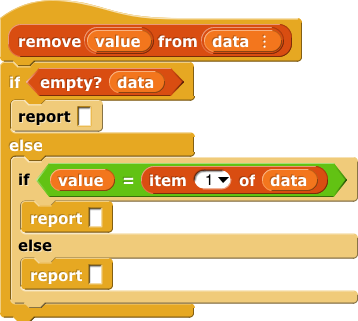 remove value from data ⋮
if empty? data
report
else
if value = item 1 of data
report
else
report